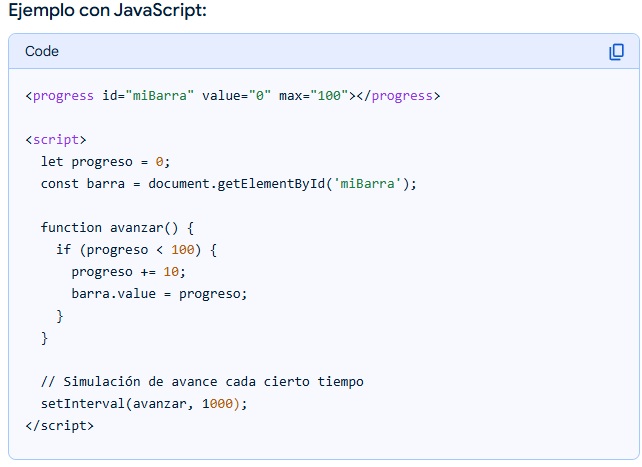 Ejemplo con JavaScript:
Code
<progress id="miBarra" value="0" max="100"></progress>
<script>
let progreso = 0;
const barra = document.getElementById('miBarra');
function avanzar() {
if (progreso < 100) {
progreso += 10;
barra.value = progreso;
}
}
// Simulación de avance cada cierto tiempo
setInterval(avanzar, 1000);
</script>